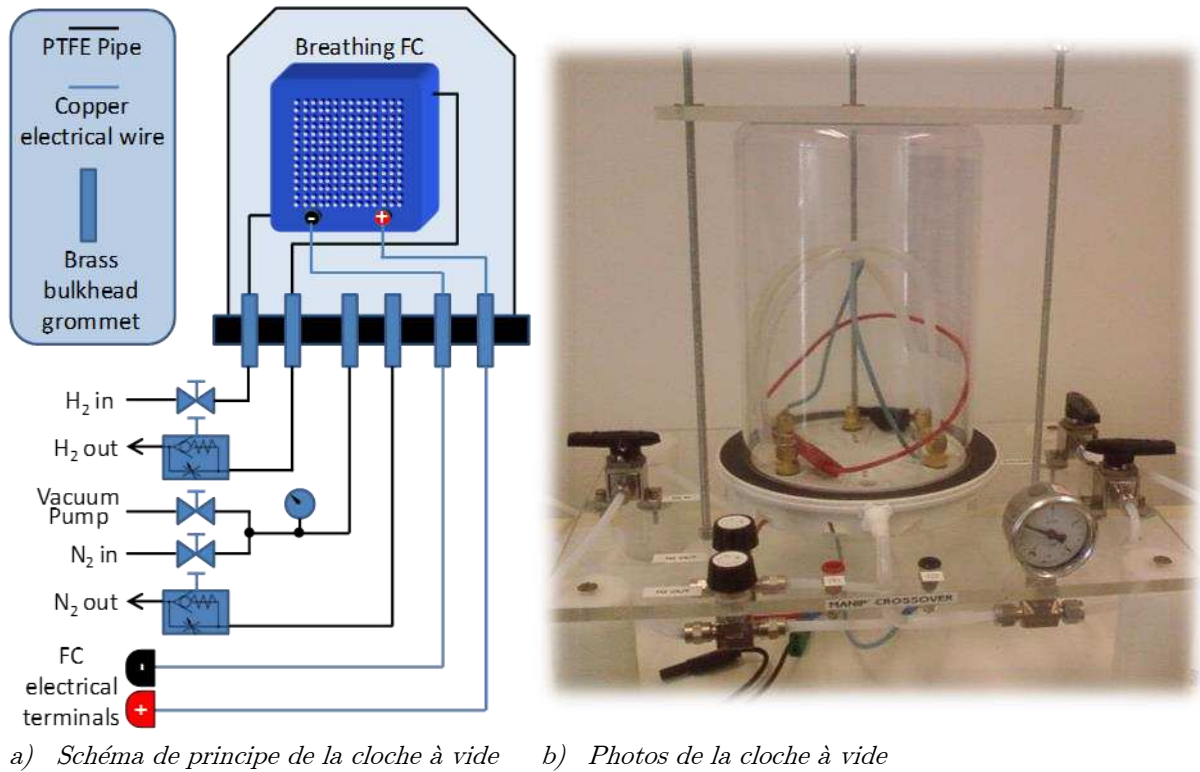 PTFE Pipe
Copper
electrical wire
Brass
bulkhead
grommet
Breathing FC
-
+
H₂ in
H₂ out
Vacuum
Pump
N₂ in
N₂ out
FC
electrical
terminals
-
+
MANIP CROSSOVER
a) Schéma de principe de la cloche à vide
b) Photos de la cloche à vide